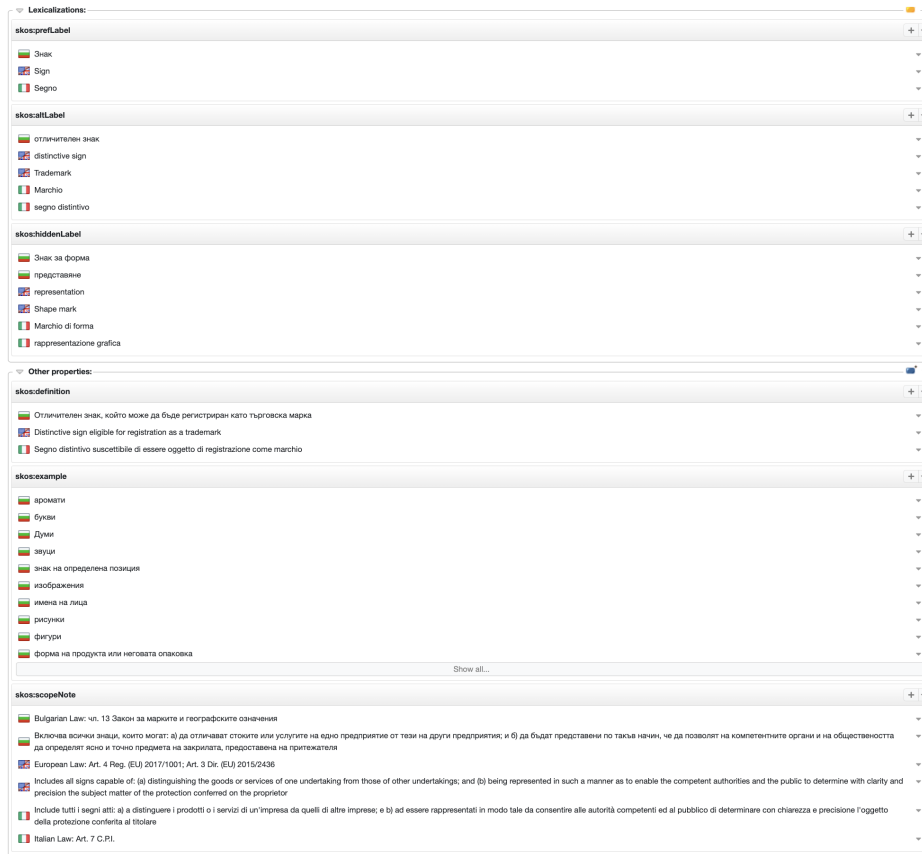 Lexicalizations:
skos:prefLabel
Знак
Sign
Segno
skos:altLabel
отличителен знак
distinctive sign
Trademark
Marchio
segno distintivo
skos:hiddenLabel
Знак за форма
представяне
representation
Shape mark
Marchio di forma
rappresentazione grafica
Other properties:
skos:definition
Отличителен знак, който може да бъде регистриран като търговска марка
Distinctive sign eligible for registration as a trademark
Segno distintivo suscettibile di essere oggetto di registrazione come marchio
skos:example
аромати
букви
Думи
звуци
знак на определена позиция
изображения
имена на лица
рисунки
фигури
форма на продукта или неговата опаковка
Show all...
skos:scopeNote
Bulgarian Law: чл. 13 Закон за марките и географските означения
Включва всички знаци, които могат: а) да отличават стоките или услугите на едно предприятие от тези на други предприятия; и б) да бъдат представени по такъв начин, че да позволят на компетентните органи и на обществеността
да определят ясно и точно предмета на закрилата, предоставена на притежателя
European Law: Art. 4 Reg. (EU) 2017/1001; Art. 3 Dir. (EU) 2015/2436
Includes all signs capable of: (a) distinguishing the goods or services of one undertaking from those of other undertakings; and (b) being represented in such a manner as to enable the competent authorities and the public to determine with clarity and
precision the subject matter of the protection conferred on the proprietor
Include tutti i segni atti: a) a distinguere i prodotti o i servizi di un'impresa da quelli di altre imprese; e b) ad essere rappresentati in modo tale da consentire alle autorità competenti ed al pubblico di determinare con chiarezza e precisione l'oggetto
della protezione conferita al titolare
Italian Law: Art. 7 C.P.I.